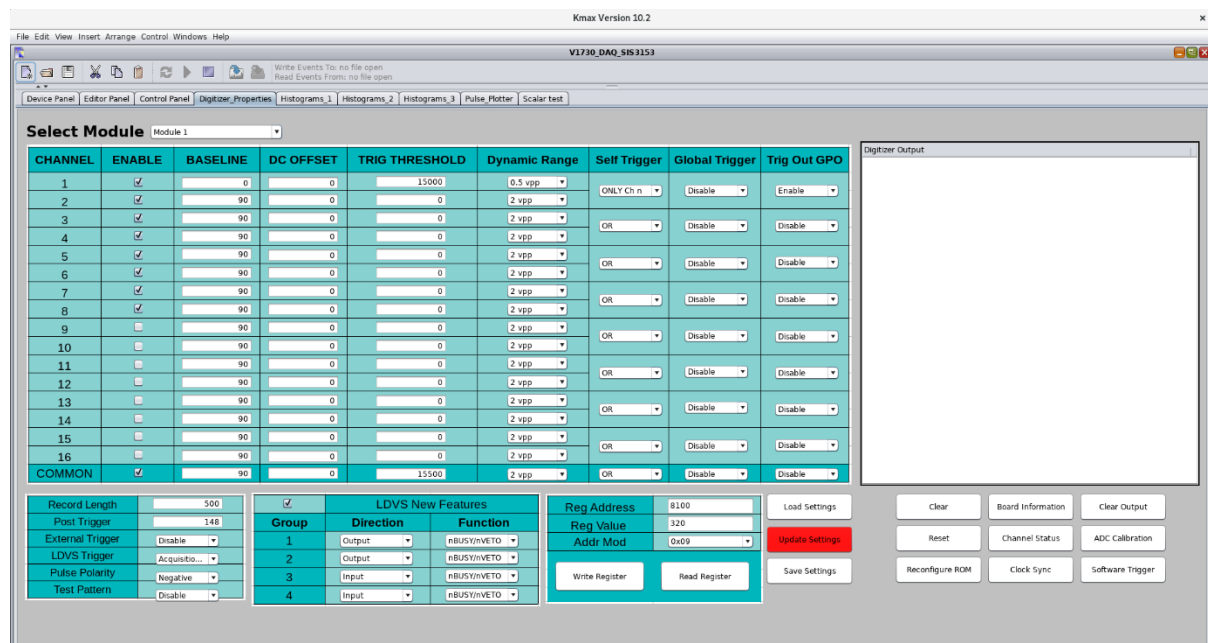 Kmax Version 10.2 ×
File Edit View Insert Arrange Control Windows Help
V1730_DAQ_SIS3153
Write Events To: no file open
Read Events From: no file open
Device Panel Editor Panel Control Panel Digitizer_Properties Histograms_1 Histograms_2 Histograms_3 Pulse_Plotter Scalar test
Select Module Module 1
CHANNEL ENABLE BASELINE DC OFFSET TRIG THRESHOLD Dynamic Range Self Trigger Global Trigger Trig Out GPO
1 0 0 15000 0.5 vpp ONLY Ch n Disable Enable
2 90 0 0 2 vpp
3 90 0 0 2 vpp OR Disable Disable
4 90 0 0 2 vpp
5 90 0 0 2 vpp OR Disable Disable
6 90 0 0 2 vpp
7 90 0 0 2 vpp OR Disable Disable
8 90 0 0 2 vpp
9 90 0 0 2 vpp OR Disable Disable
10 90 0 0 2 vpp
11 90 0 0 2 vpp OR Disable Disable
12 90 0 0 2 vpp
13 90 0 0 2 vpp OR Disable Disable
14 90 0 0 2 vpp
15 90 0 0 2 vpp OR Disable Disable
16 90 0 0 2 vpp
COMMON 90 0 15500 2 vpp OR Disable Disable
Digitizer Output
Record Length 500
Post Trigger 148
External Trigger Disable
LDVS Trigger Acquisitio...
Pulse Polarity Negative
Test Pattern Disable
LDVS New Features
Group Direction Function
1 Output nBUSY/nVETO
2 Output nBUSY/nVETO
3 Input nBUSY/nVETO
4 Input nBUSY/nVETO
Reg Address 8100
Reg Value 320
Addr Mod 0x09
Write Register Read Register
Load Settings
Update Settings
Save Settings
Clear Board Information Clear Output
Reset Channel Status ADC Calibration
Reconfigure ROM Clock Sync Software Trigger